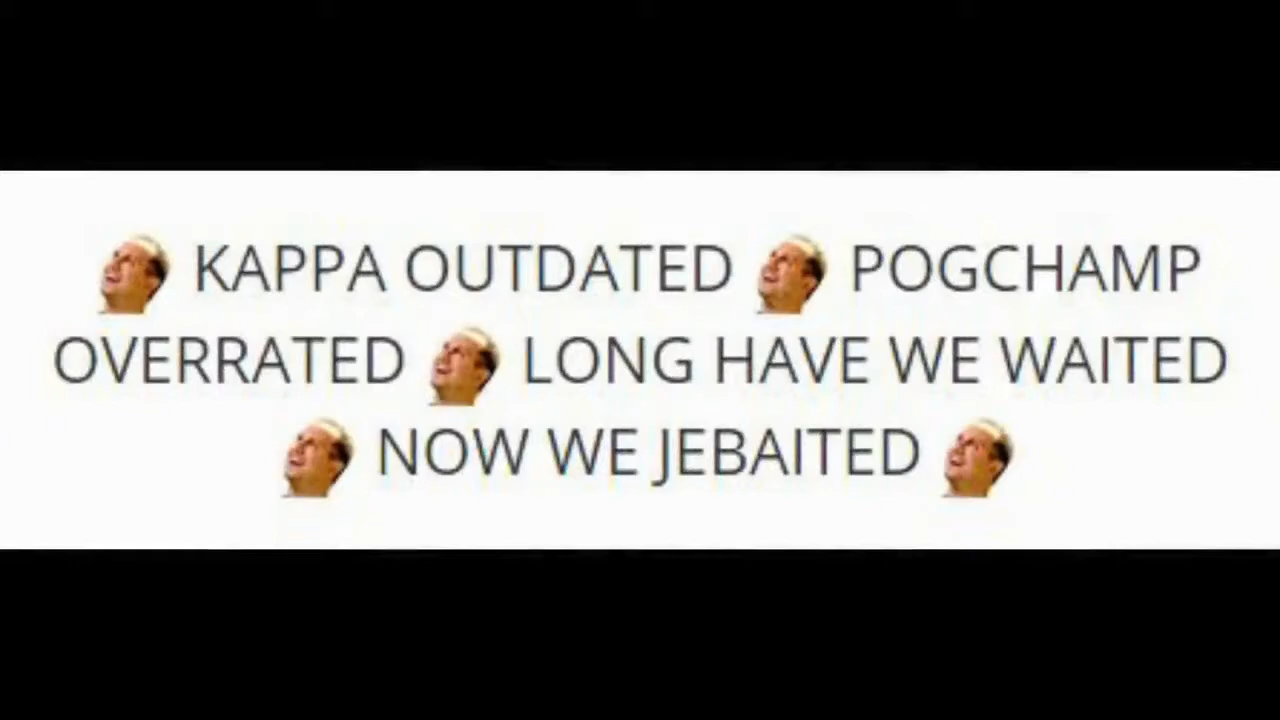 KAPPA OUTDATED POGCHAMP
OVERRATED LONG HAVE WE WAITED
NOW WE JEBAITED